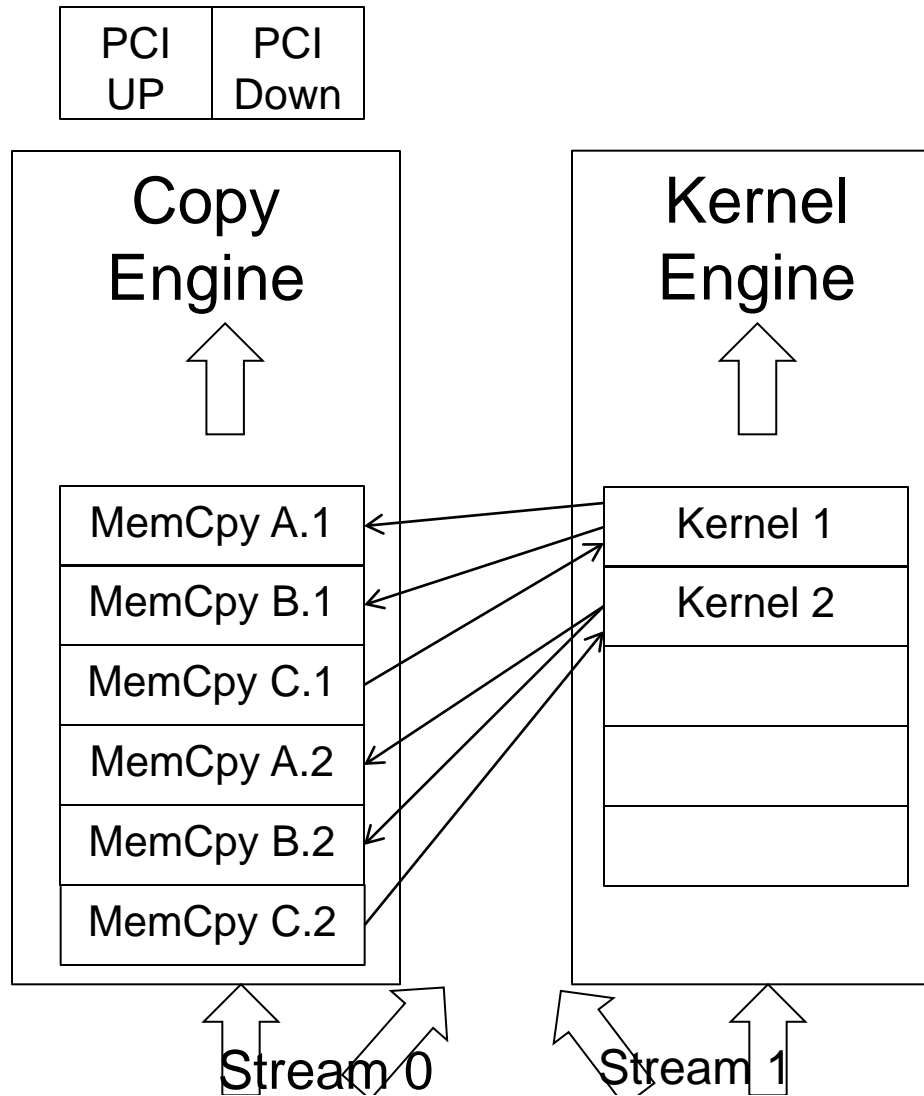 PCI
UP
PCI
Down
Copy
Engine
Kernel
Engine
MemCpy A.1
MemCpy B.1
MemCpy C.1
MemCpy A.2
MemCpy B.2
MemCpy C.2
Kernel 1
Kernel 2
Stream 0
Stream 1